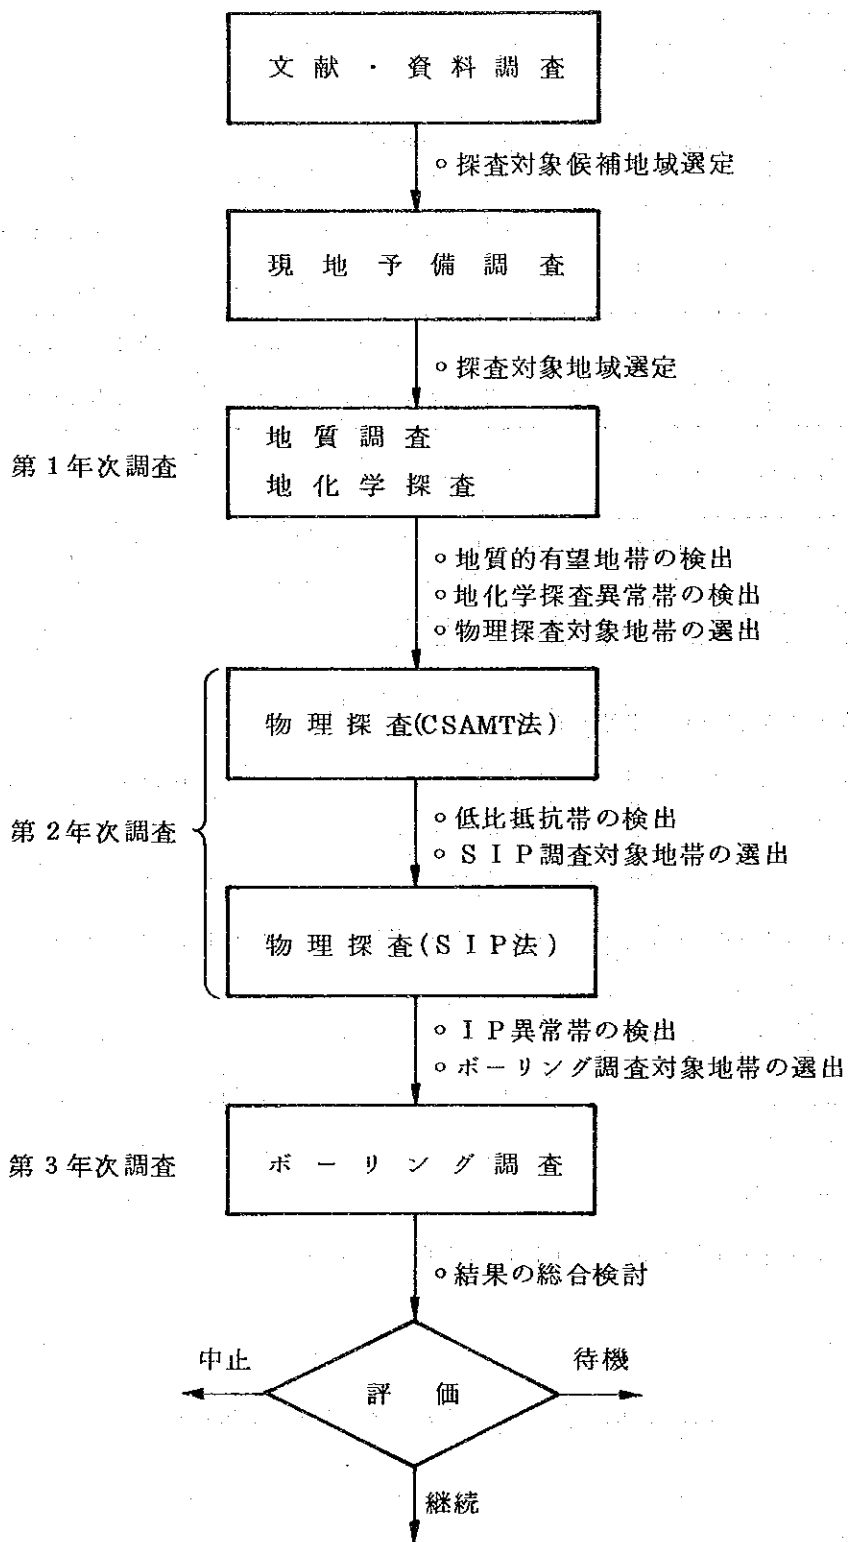 文献・資料調査
○探査対象候補地域選定
現地予備調査
○探査対象地域選定
第1年次調査
地質調査
地化学探査
○地質的有望地帯の検出
○地化学探査異常帯の検出
○物理探査対象地帯の選出
物理探査(CSAMT法)
第2年次調査
○低比抵抗帯の検出
○SIP調査対象地帯の選出
物理探査(SIP法)
○IP異常帯の検出
○ボーリング調査対象地帯の選出
第3年次調査
ボーリング調査
○結果の総合検討
中止
待機
評価
継続